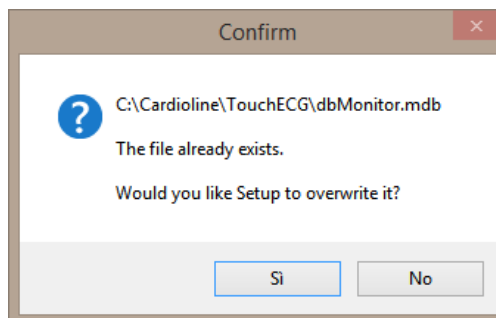 Confirm
C:\Cardioline\TouchECG\dbMonitor.mdb
The file already exists.
Would you like Setup to overwrite it?
Sì
No